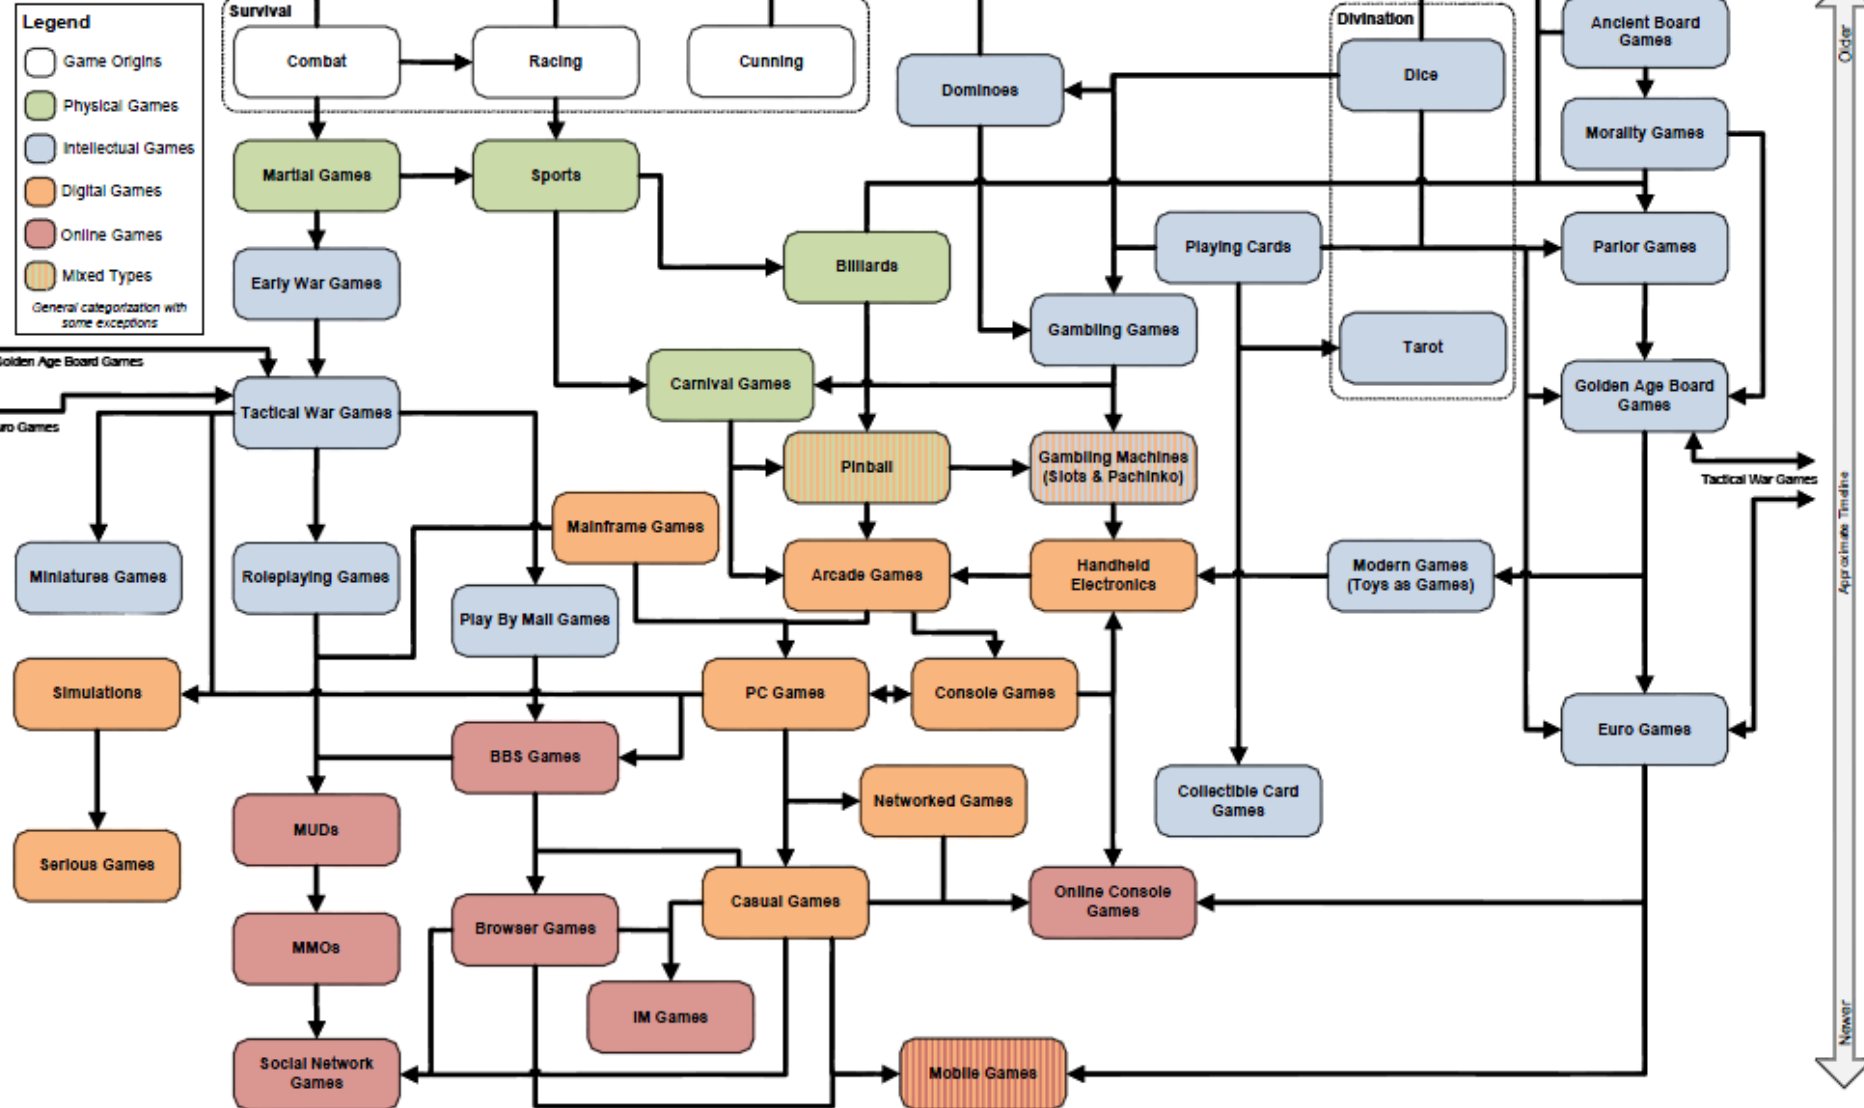 Legend
Game Origins
Physical Games
Intellectual Games
Digital Games
Online Games
Mixed Types
General categorization with
some exceptions
Survival
Combat
Racing
Cunning
Dominoes
Divination
Dice
Ancient Board
Games
Older
Morality Games
Martial Games
Sports
Playing Cards
Parlor Games
Billiards
Early War Games
Gambling Games
Tarot
Golden Age Board Games
Carnival Games
Golden Age Board
Games
Tactical War Games
uro Games
Pinball
Gambling Machines
(Slots & Pachinko)
Tactical War Games
Approximate Timeline
Mainframe Games
Miniatures Games
Roleplaying Games
Arcade Games
Handheld
Electronics
Modern Games
(Toys as Games)
Play By Mail Games
Simulations
PC Games
Console Games
Euro Games
BBS Games
Networked Games
Collectible Card
Games
MUDs
Serious Games
Casual Games
Online Console
Games
Browser Games
MMOs
IM Games
Newer
Social Network
Games
Mobile Games